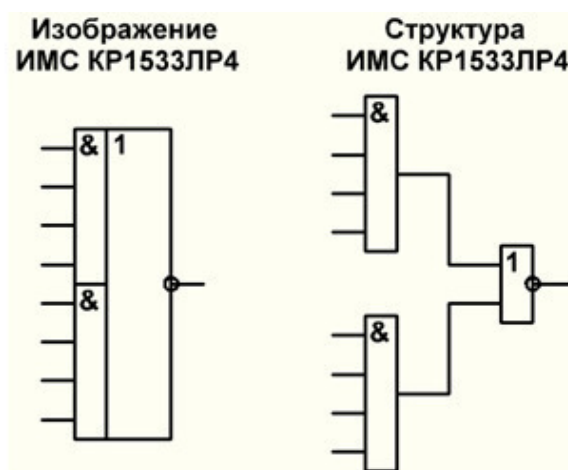 Изображение
ИМС КР1533ЛР4
Структура
ИМС КР1533ЛР4
& 1
&
&
&
1